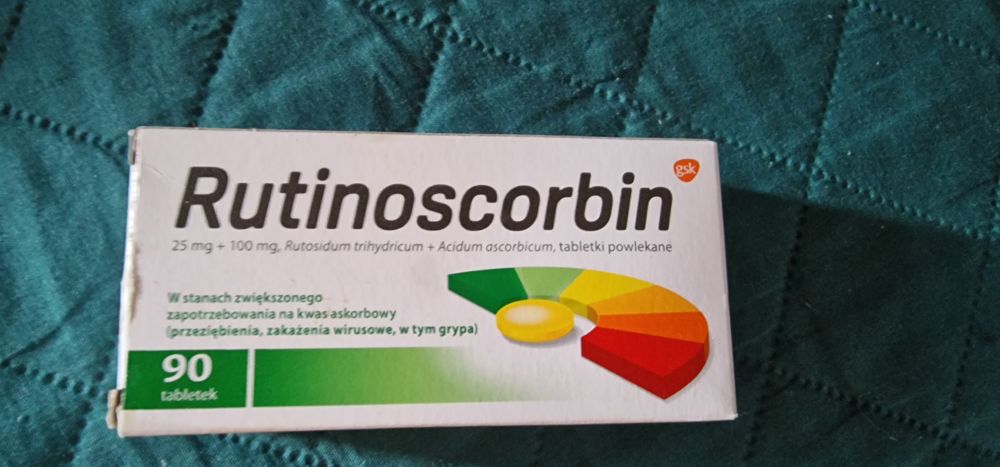 Rutinoscorbin
gsk
25 mg + 100 mg, Rutosidum trihydricum + Acidum ascorbicum, tabletki powlekane
W stanach zwiększonego
zapotrzebowania na kwas askorbowy
(przeziębienia, zakażenia wirusowe, w tym grypa)
90
tabletek